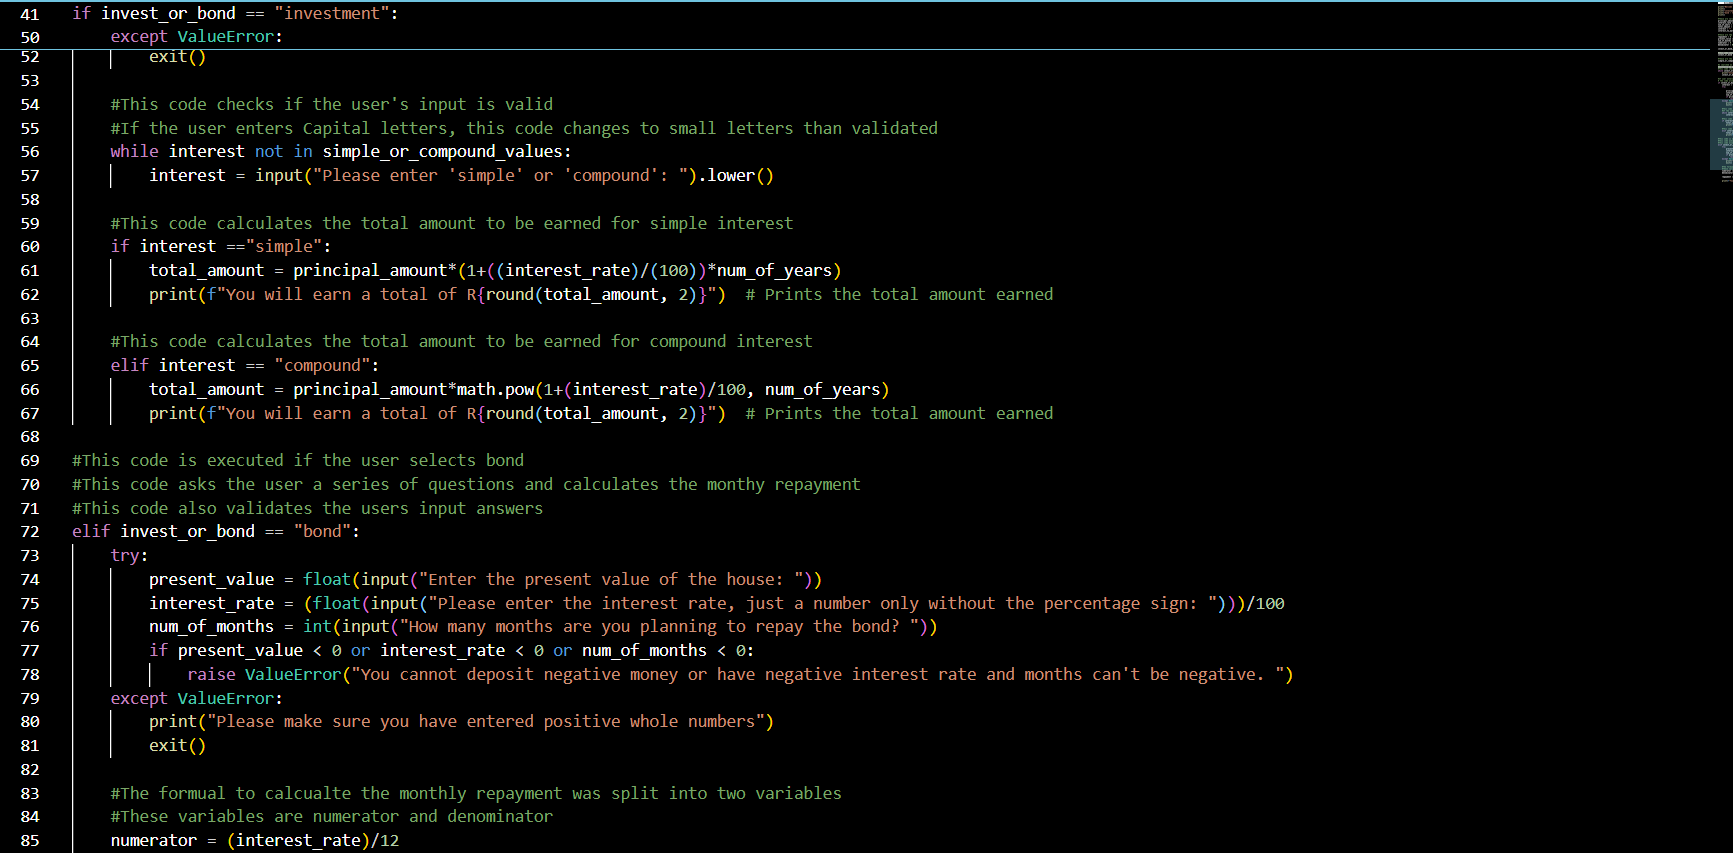 41 if invest_or_bond == "investment":
50 except ValueError:
52 exit()
53
54 #This code checks if the user's input is valid
55 #If the user enters Capital letters, this code changes to small letters than validated
56 while interest not in simple_or_compound_values:
57 interest = input("Please enter 'simple' or 'compound': ").lower()
58
59 #This code calculates the total amount to be earned for simple interest
60 if interest =="simple":
61 total_amount = principal_amount*(1+((interest_rate)/(100))*num_of_years)
62 print(f"You will earn a total of R{round(total_amount, 2)}") # Prints the total amount earned
63
64 #This code calculates the total amount to be earned for compound interest
65 elif interest == "compound":
66 total_amount = principal_amount*math.pow(1+(interest_rate)/100, num_of_years)
67 print(f"You will earn a total of R{round(total_amount, 2)}") # Prints the total amount earned
68
69 #This code is executed if the user selects bond
70 #This code asks the user a series of questions and calculates the monthy repayment
71 #This code also validates the users input answers
72 elif invest_or_bond == "bond":
73 try:
74 present_value = float(input("Enter the present value of the house: "))
75 interest_rate = (float(input("Please enter the interest rate, just a number only without the percentage sign: ")))/100
76 num_of_months = int(input("How many months are you planning to repay the bond? "))
77 if present_value < 0 or interest_rate < 0 or num_of_months < 0:
78 raise ValueError("You cannot deposit negative money or have negative interest rate and months can't be negative. ")
79 except ValueError:
80 print("Please make sure you have entered positive whole numbers")
81 exit()
82
83 #The formual to calcualte the monthly repayment was split into two variables
84 #These variables are numerator and denominator
85 numerator = (interest_rate)/12